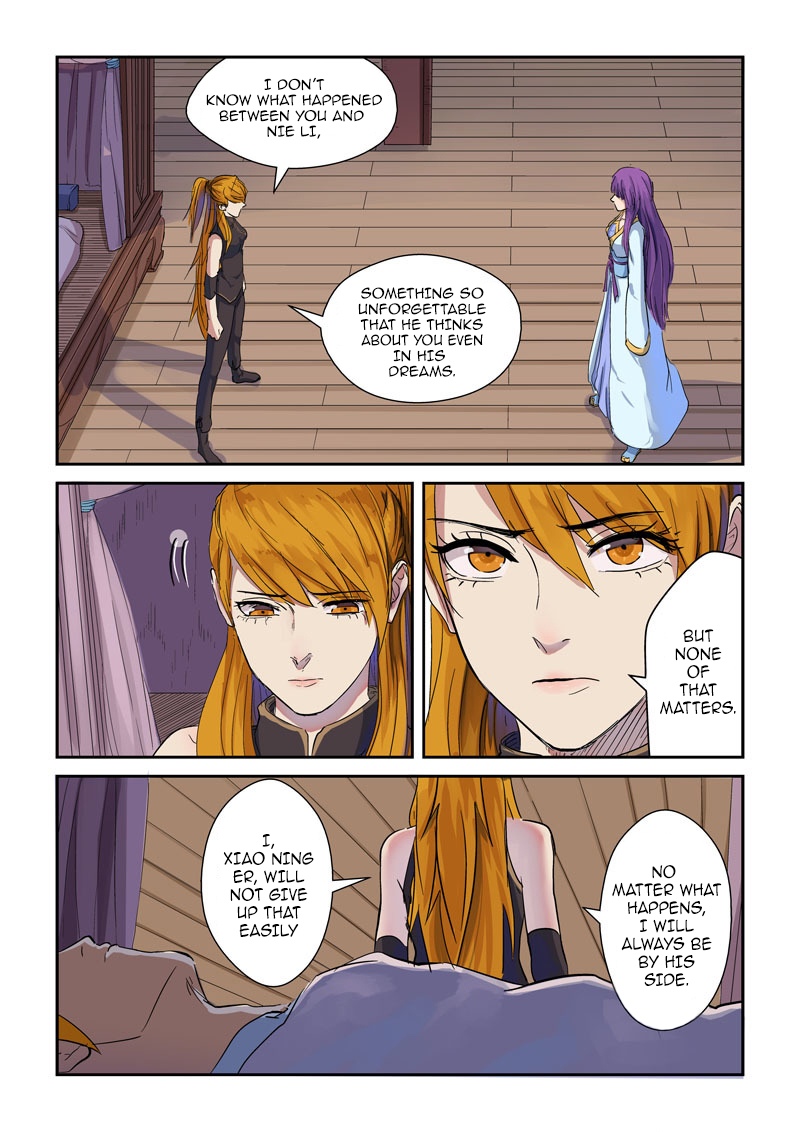 I DON'T
KNOW WHAT HAPPENED
BETWEEN YOU AND
NIE LI,
SOMETHING SO
UNFORGETTABLE
THAT HE THINKS
ABOUT YOU EVEN
IN HIS
DREAMS.
BUT
NONE
OF
THAT
MATTERS.
I,
XIAO NING
ER, WILL
NOT GIVE
UP THAT
EASILY
NO
MATTER WHAT
HAPPENS,
I WILL
ALWAYS BE
BY HIS
SIDE.